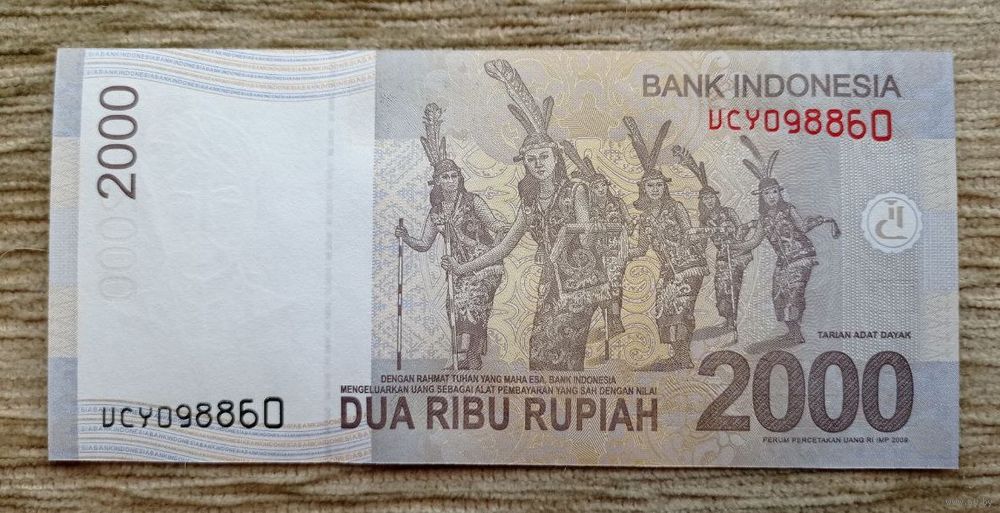 SIABANKINDONESIABANKINDONESIABANKINDONESIAB
2000
BANK INDONESIA
UCY098860
TARIAN ADAT DAYAK
DENGAN RAHMAT TUHAN YANG MAHA ESA, BANK INDONESIA
MENGELUARKAN UANG SEBAGAI ALAT PEMBAYARAN YANG SAH DENGAN NILAI
2000
UCY098860
DUA RIBU RUPIAH
PERUM PERCETAKAN UANG RI IMP 2009